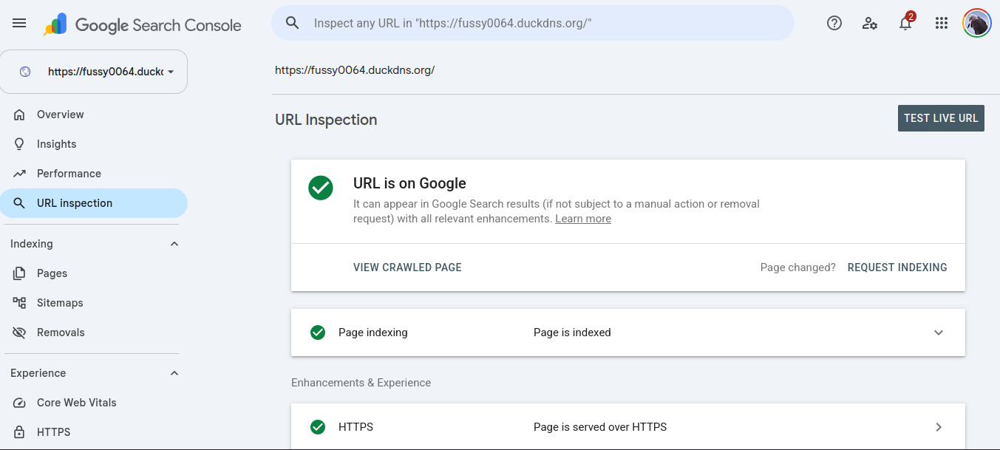 Google Search Console
Inspect any URL in "https://fussy0064.duckdns.org/"
2
https://fussy0064.duckd
https://fussy0064.duckdns.org/
Overview
Insights
Performance
URL inspection
Indexing
Pages
Sitemaps
Removals
Experience
Core Web Vitals
HTTPS
URL Inspection
TEST LIVE URL
URL is on Google
It can appear in Google Search results (if not subject to a manual action or removal
request) with all relevant enhancements. Learn more
VIEW CRAWLED PAGE
Page changed? REQUEST INDEXING
Page indexing Page is indexed
Enhancements & Experience
HTTPS Page is served over HTTPS